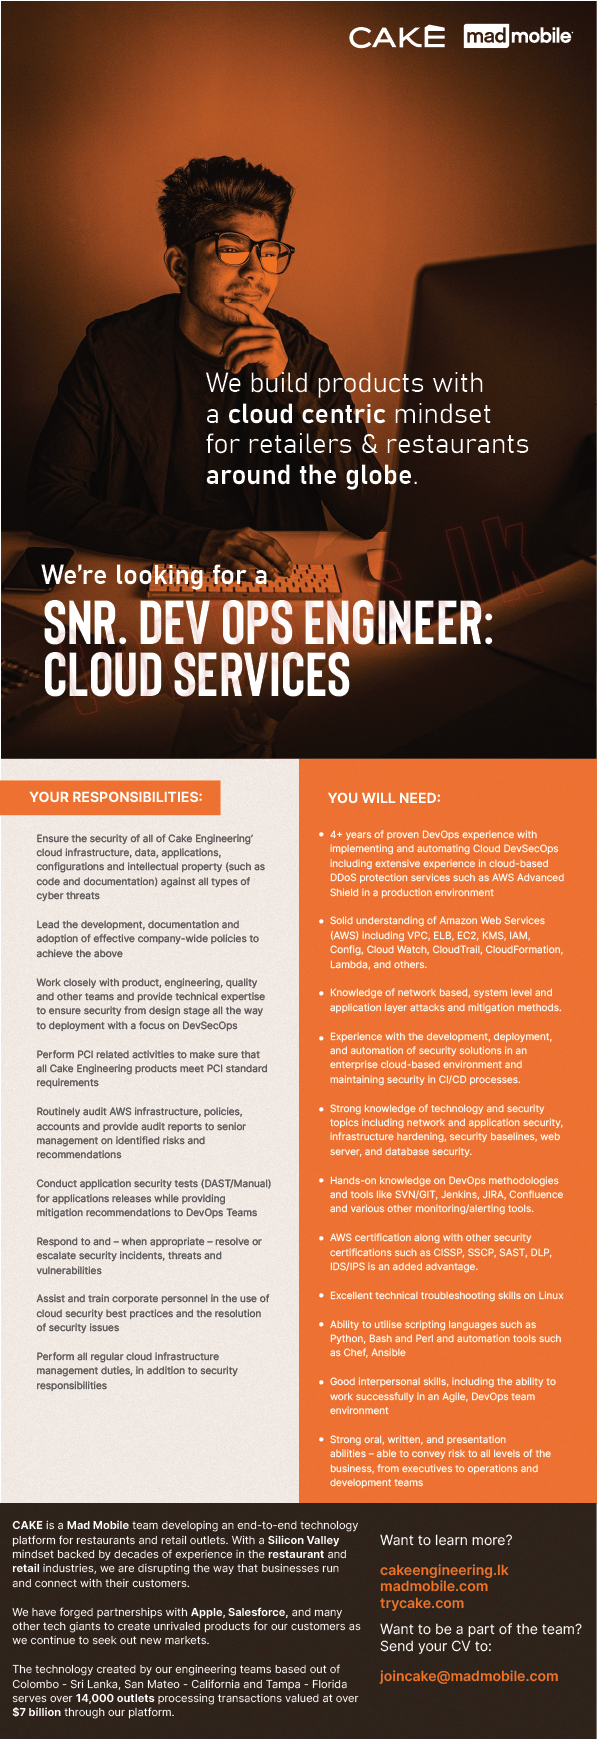 CAKE madmobile
We build products with
a cloud centric mindset
for retailers & restaurants
around the globe.
We're looking for a
SNR. DEV OPS ENGINEER:
CLOUD SERVICES
YOUR RESPONSIBILITIES:
Ensure the security of all of Cake Engineering'
cloud infrastructure, data, applications,
configurations and intellectual property (such as
code and documentation) against all types of
cyber threats
Lead the development, documentation and
adoption of effective company-wide policies to
achieve the above
Work closely with product, engineering, quality
and other teams and provide technical expertise
to ensure security from design stage all the way
to deployment with a focus on DevSecOps
Perform PCI related activities to make sure that
all Cake Engineering products meet PCI standard
requirements
Routinely audit AWS infrastructure, policies,
accounts and provide audit reports to senior
management on identified risks and
recommendations
Conduct application security tests (DAST/Manual)
for applications releases while providing
mitigation recommendations to DevOps Teams
Respond to and – when appropriate – resolve or
escalate security incidents, threats and
vulnerabilities
Assist and train corporate personnel in the use of
cloud security best practices and the resolution
of security issues
Perform all regular cloud infrastructure
management duties, in addition to security
responsibilities
YOU WILL NEED:
• 4+ years of proven DevOps experience with
implementing and automating Cloud DevSecOps
including extensive experience in cloud-based
DDoS protection services such as AWS Advanced
Shield in a production environment
• Solid understanding of Amazon Web Services
(AWS) including VPC, ELB, EC2, KMS, IAM,
Config, Cloud Watch, CloudTrail, CloudFormation,
Lambda, and others.
• Knowledge of network based, system level and
application layer attacks and mitigation methods.
• Experience with the development, deployment,
and automation of security solutions in an
enterprise cloud-based environment and
maintaining security in CI/CD processes.
• Strong knowledge of technology and security
topics including network and application security,
infrastructure hardening, security baselines, web
server, and database security.
• Hands-on knowledge on DevOps methodologies
and tools like SVN/GIT, Jenkins, JIRA, Confluence
and various other monitoring/alerting tools.
• AWS certification along with other security
certifications such as CISSP, SSCP, SAST, DLP,
IDS/IPS is an added advantage.
• Excellent technical troubleshooting skills on Linux
• Ability to utilise scripting languages such as
Python, Bash and Perl and automation tools such
as Chef, Ansible
• Good interpersonal skills, including the ability to
work successfully in an Agile, DevOps team
environment
• Strong oral, written, and presentation
abilities – able to convey risk to all levels of the
business, from executives to operations and
development teams
CAKE is a Mad Mobile team developing an end-to-end technology
platform for restaurants and retail outlets. With a Silicon Valley
mindset backed by decades of experience in the restaurant and
retail industries, we are disrupting the way that businesses run
and connect with their customers.
We have forged partnerships with Apple, Salesforce, and many
other tech giants to create unrivaled products for our customers as
we continue to seek out new markets.
The technology created by our engineering teams based out of
Colombo - Sri Lanka, San Mateo - California and Tampa - Florida
serves over 14,000 outlets processing transactions valued at over
$7 billion through our platform.
Want to learn more?
cakeengineering.lk
madmobile.com
trycake.com
Want to be a part of the team?
Send your CV to:
joincake@madmobile.com